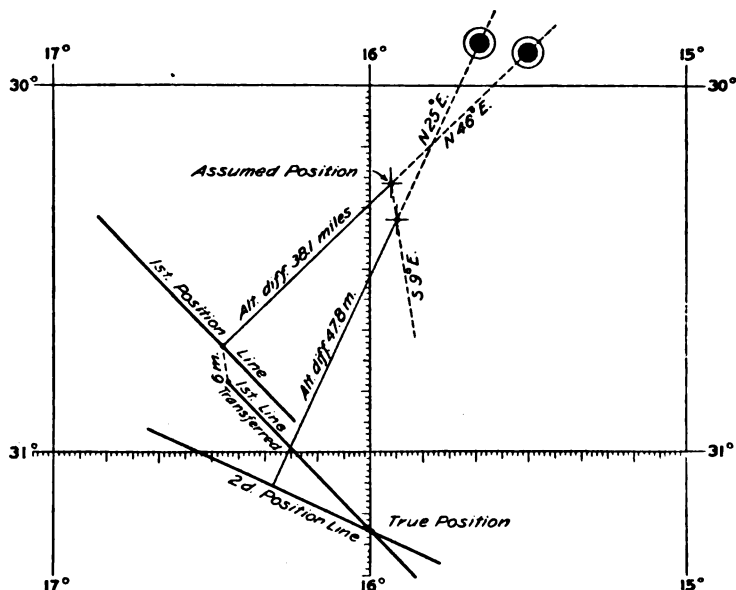 17°
16°
15°
30°
30°
N 25°E.
N 46°E.
Assumed Position
Alt. diff. 38.1 miles
S 9°E.
1st. Position Line
Alt. diff 47.8 m.
6 m.
1st. Line
Transferred
31°
31°
2d. Position Line
True Position
17°
16°
15°